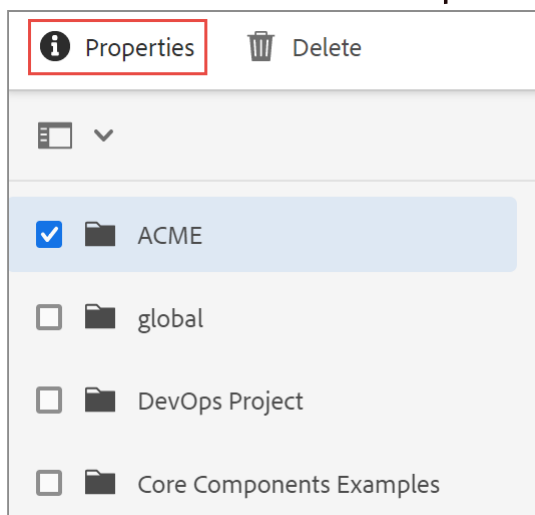 Properties Delete
ACME
global
DevOps Project
Core Components Examples